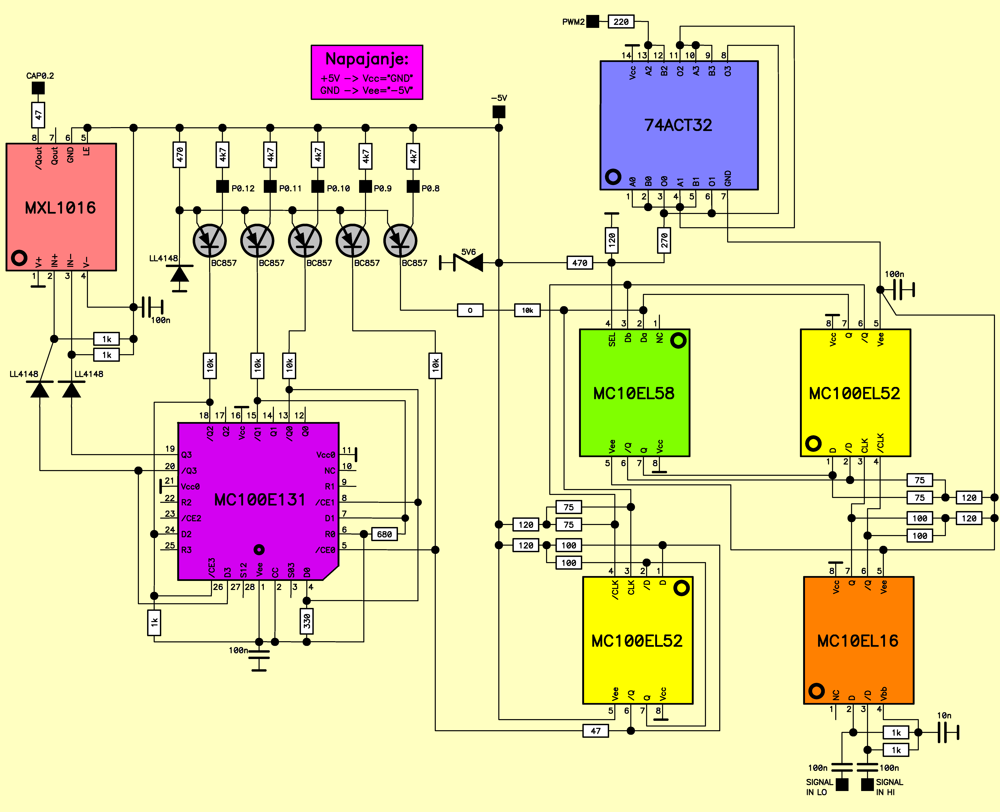 PWM2
220
14
13
12
11
10
9
8
Vcc
A2
B2
O2
A3
B3
O3
74ACT32
A0
B0
O0
A1
B1
O1
GND
1
2
3
4
5
6
7
Napajanje:
+5V -> Vcc="GND"
GND -> Vee="-5V"
CAP0.2
47
-5V
8
7
6
5
/Qout
Qout
GND
LE
MXL1016
V+
IN+
IN-
V-
1
2
3
4
470
4k7
4k7
4k7
4k7
4k7
P0.12
P0.11
P0.10
P0.9
P0.8
LL4148
BC857
BC857
BC857
BC857
BC857
5V6
470
120
270
100n
100n
1k
1k
LL4148
LL4148
0
10k
10k
10k
10k
10k
18
17
16
15
14
13
12
/Q2
Q2
Vcc
/Q1
Q1
/Q0
Q0
19
20
21
22
23
24
25
Q3
/Q3
Vcc0
R2
/CE2
D2
R3
MC100E131
Vcc0
NC
R1
/CE1
D1
R0
/CE0
11
10
9
8
7
6
5
680
/CE3
D3
S12
Vee
CC
S03
D0
26
27
28
1
2
3
4
1k
330
100n
4
3
2
1
SEL
Db
Da
NC
MC10EL58
Vee
/Q
Q
Vcc
5
6
7
8
8
7
6
5
Vcc
Q
/Q
Vee
MC100EL52
D
/D
CLK
/CLK
1
2
3
4
75
75
120
100
120
100
75
120
75
120
100
100
4
3
2
1
/CLK
CLK
/D
D
MC100EL52
Vee
/Q
Q
Vcc
5
6
7
8
47
8
7
6
5
Vcc
Q
/Q
Vee
MC10EL16
NC
D
/D
Vbb
1
2
3
4
10n
1k
1k
100n
100n
SIGNAL
IN LO
SIGNAL
IN HI